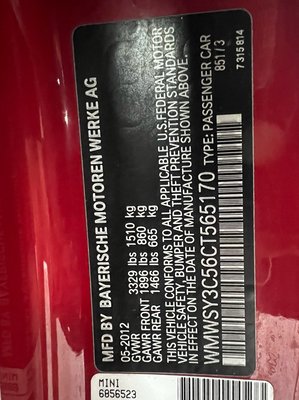 MFD BY BAYERISCHE MOTOREN WERKE AG
05-2012
GVWR 3329 lbs 1510 kg
GAWR FRONT 1896 lbs 860 kg
GAWR REAR 1466 lbs 665 kg
THIS VEHICLE CONFORMS TO ALL APPLICABLE U.S. FEDERAL MOTOR
VEHICLE SAFETY, BUMPER AND THEFT PREVENTION STANDARDS
IN EFFECT ON THE DATE OF MANUFACTURE SHOWN ABOVE.
WMWSY3C56CT565170 TYPE: PASSENGER CAR
851/3
7 315 814
MINI
6856523